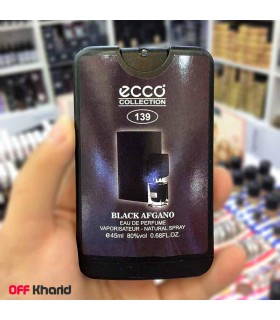 ecco
COLLECTION
139
BLACK AFGANO
EAU DE PERFUME
VAPORISATEUR - NATURAL SPRAY
e45ml 80%vol 0.68FL.OZ.
OFF Kharid